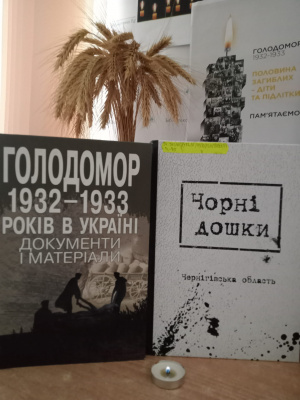 ГОЛОДОМОР
1932-1933
ПОЛОВИНА
ЗАГИБЛИХ
- ДІТИ
ТА ПІДЛІТКИ
ПАМ'ЯТАЄМО
ГОЛОДОМОР
1932–1933
РОКІВ В УКРАЇНІ
ДОКУМЕНТИ
І МАТЕРІАЛИ
Чорні
дошки
Чернігівська область